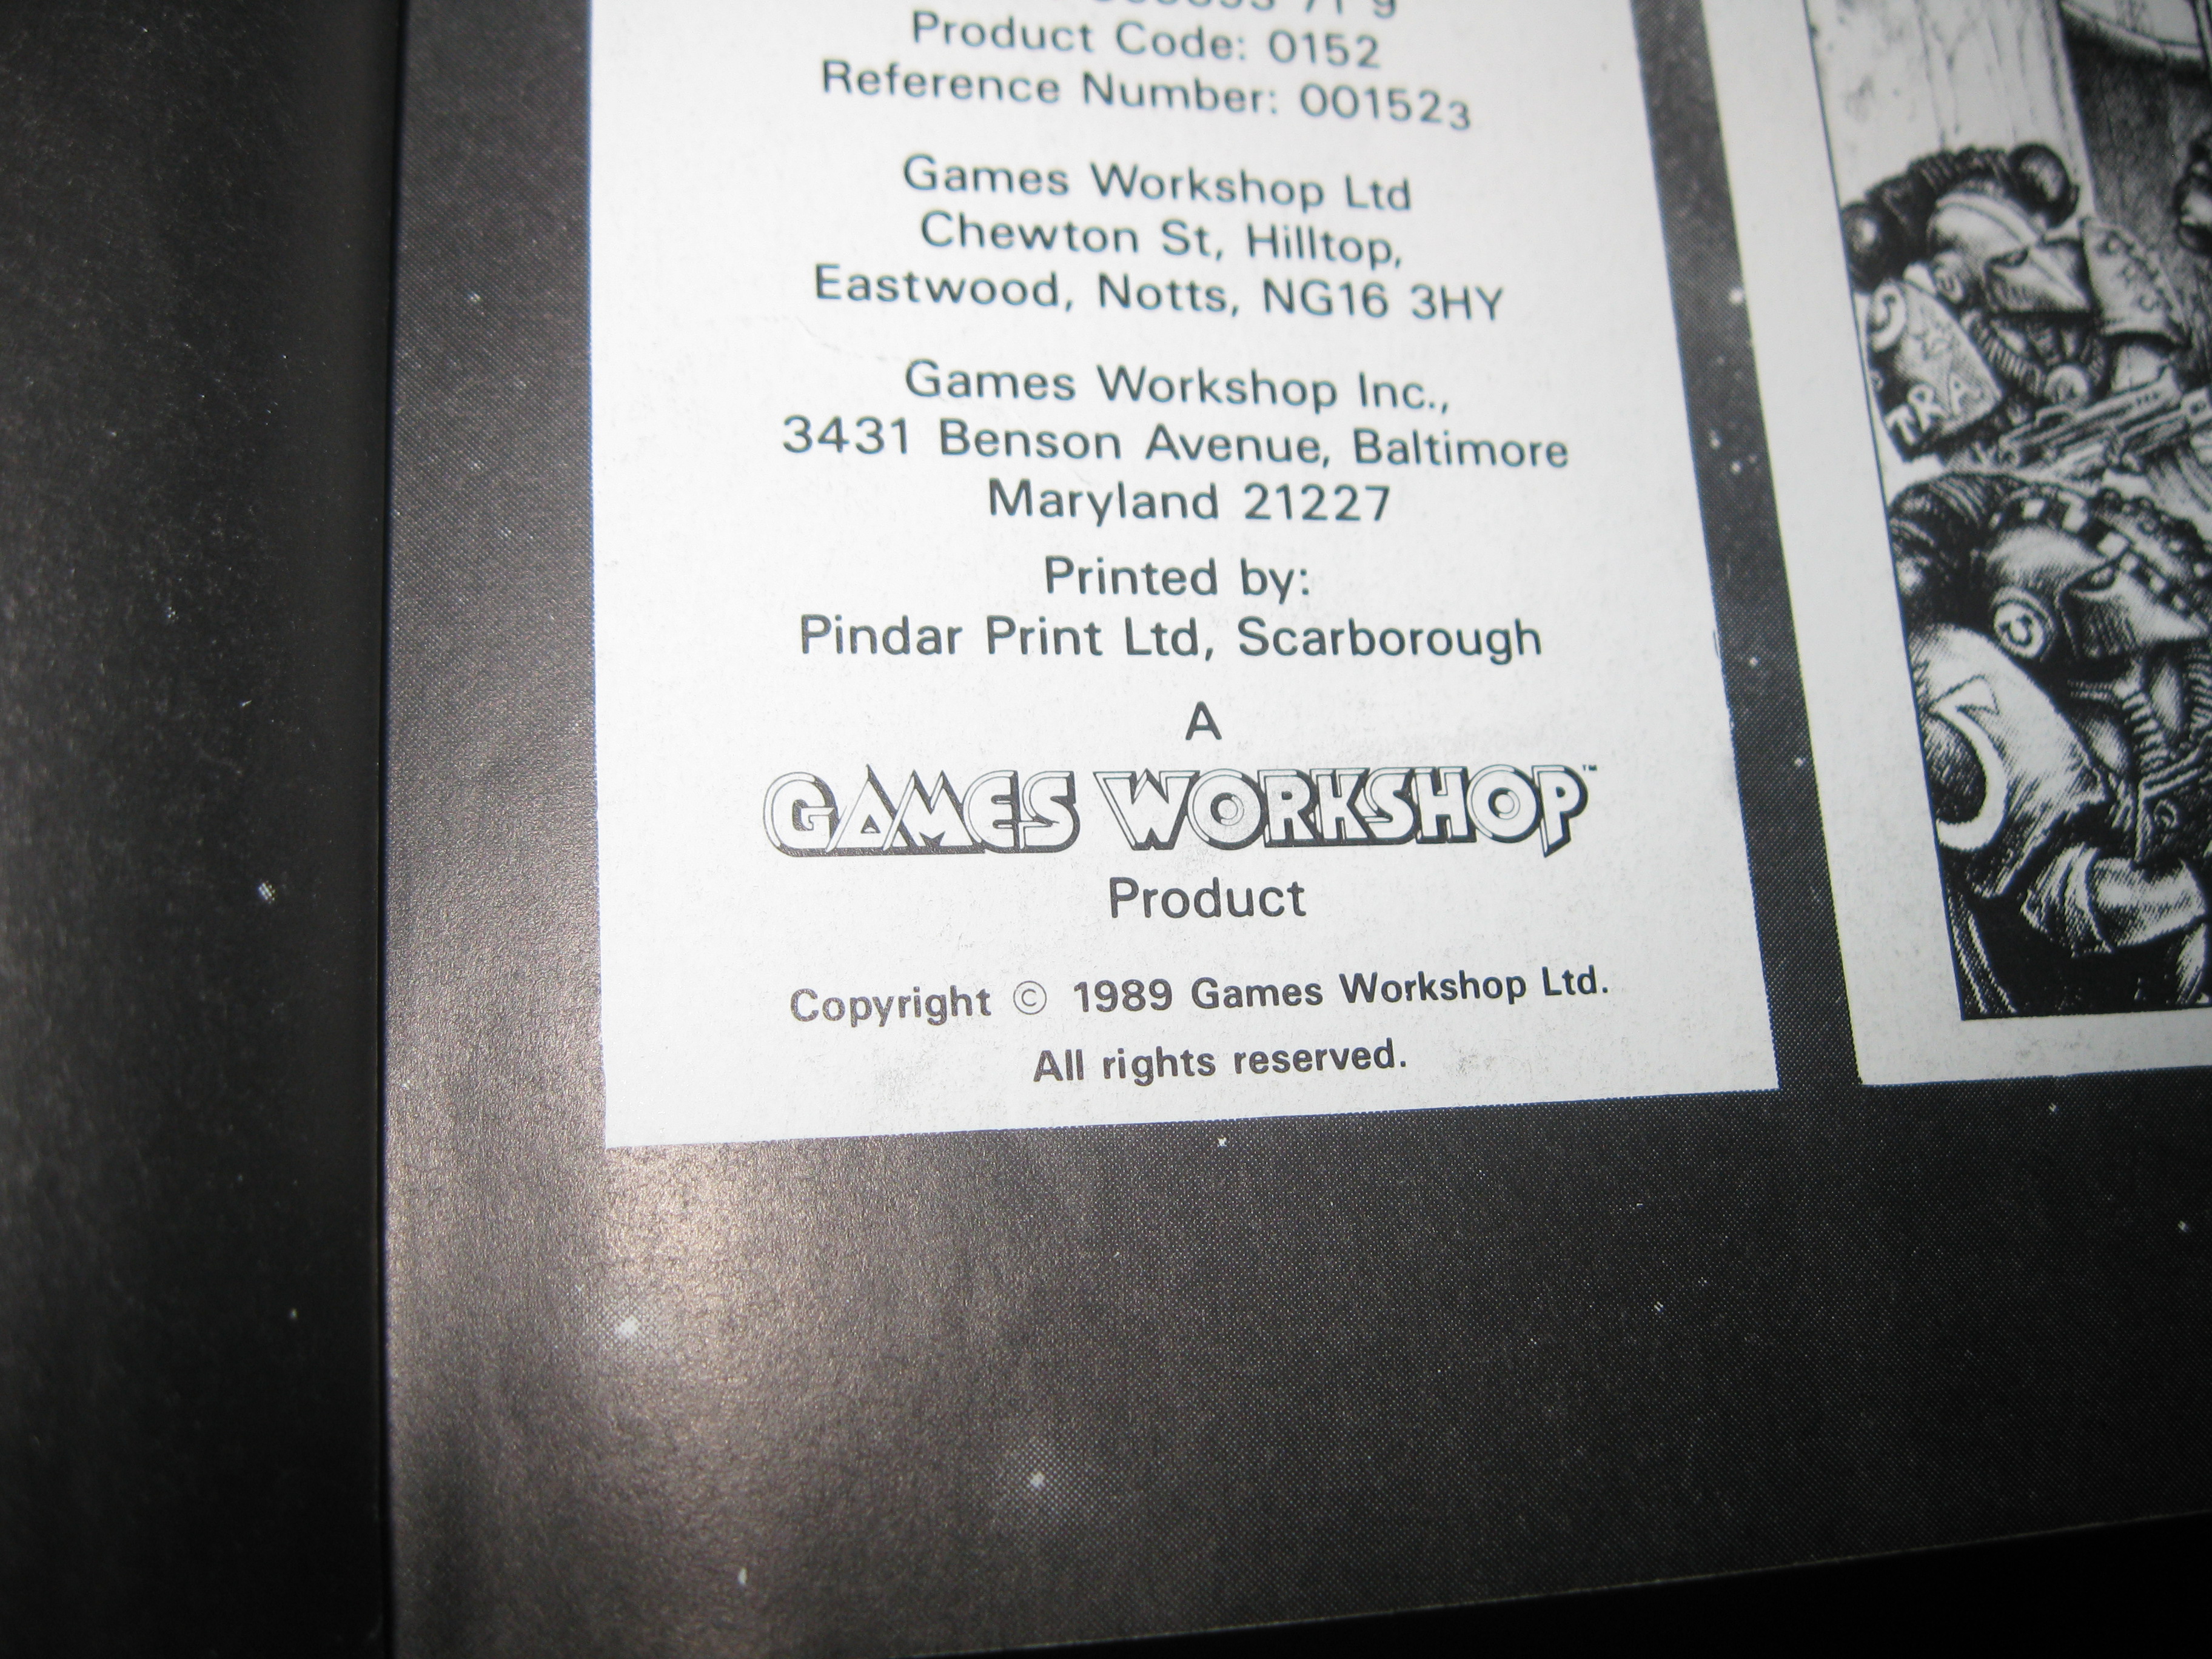 Product Code: 0152
Reference Number: 001523
Games Workshop Ltd
Chewton St, Hilltop,
Eastwood, Notts, NG16 3HY
Games Workshop Inc.,
3431 Benson Avenue, Baltimore
Maryland 21227
Printed by:
Pindar Print Ltd, Scarborough
A
GAMES WORKSHOP™
Product
Copyright © 1989 Games Workshop Ltd.
All rights reserved.